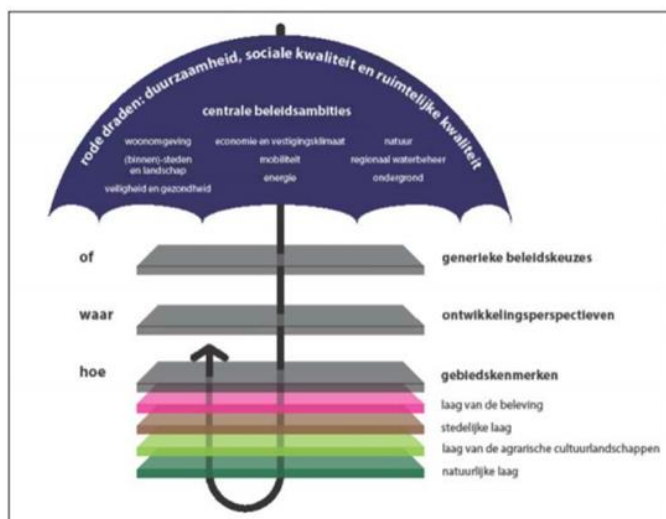 rode draden: duurzaamheid, sociale kwaliteit en ruimtelijke kwaliteit
centrale beleidsambities
woonomgeving
(binnen)-steden
en landschap
veiligheid en gezondheid
economie en vestigingsklimaat
mobiliteit
energie
natuur
regionaal waterbeheer
ondergrond
of
generieke beleidskeuzes
waar
ontwikkelingsperspectieven
hoe
gebiedskenmerken
laag van de beleving
stedelijke laag
laag van de agrarische cultuurlandschappen
natuurlijke laag